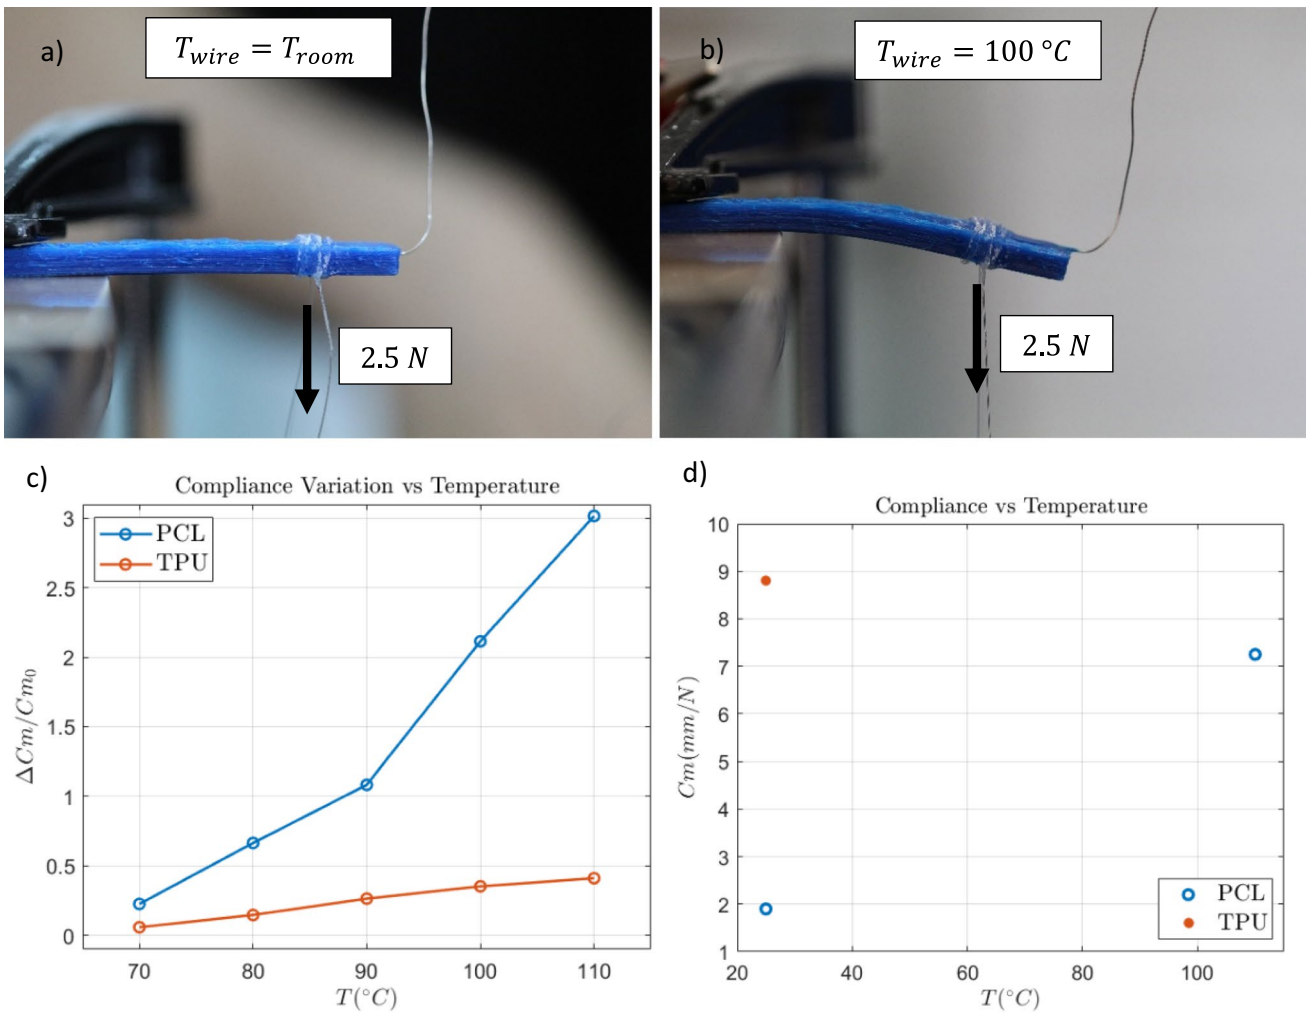 a)
T_wire = T_room
2.5 N
b)
T_wire = 100 °C
2.5 N
c)
Compliance Variation vs Temperature
PCL
TPU
3
2.5
2
1.5
1
0.5
0
ΔCm/Cm₀
70 80 90 100 110
T(°C)
d)
Compliance vs Temperature
10
9
8
7
6
5
4
3
2
1
Cm(mm/N)
PCL
TPU
20 40 60 80 100
T(°C)